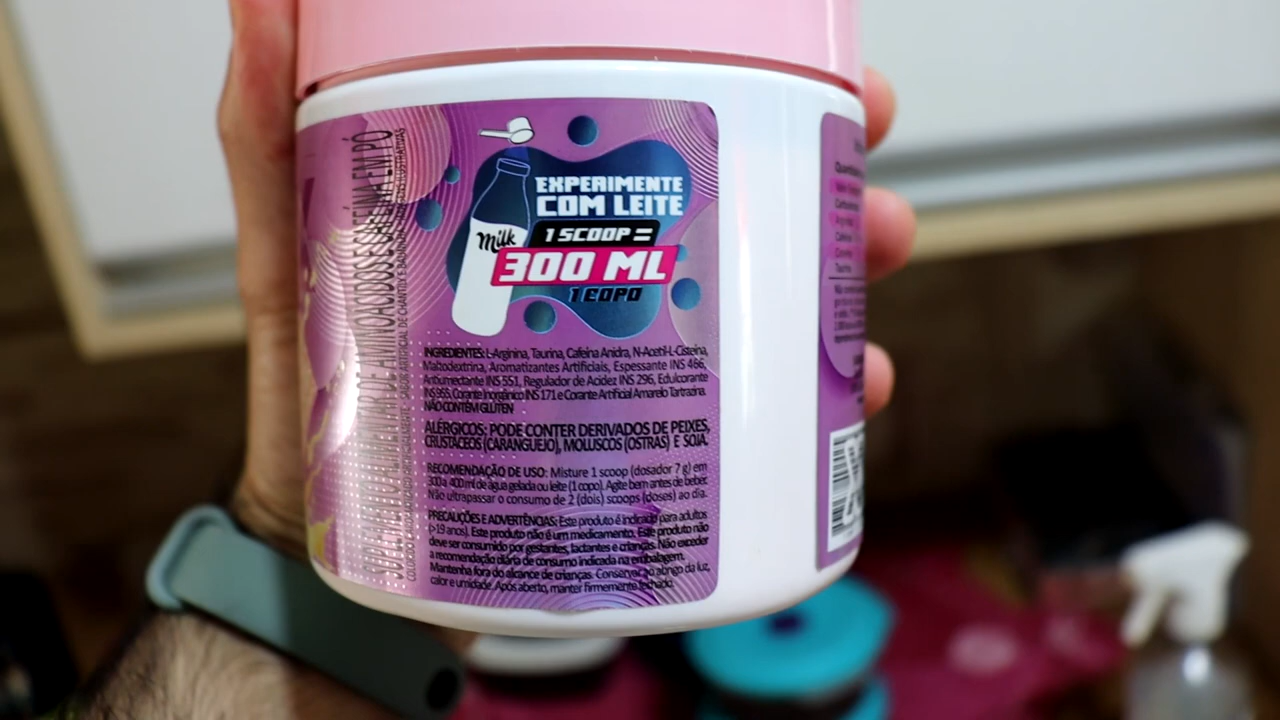 EXPERIMENTE
COM LEITE
1 SCOOP =
300 ML
1 COPO
Milk
SUPLEMENTO ALIMENTAR DE AMINOÁCIDOS E CAFEÍNA EM PÓ
INGREDIENTES: L-Arginina, Taurina, Cafeína Anidra, N-Acetil-L-Cisteína,
Maltodextrina, Aromatizantes Artificiais, Espessante INS 466,
Antiumectante INS 551, Regulador de Acidez INS 296, Edulcorante
INS 955, Corante Inorgânico INS 171 e Corante Artificial Amarelo Tartrazina.
NÃO CONTÉM GLÚTEN
ALÉRGICOS: PODE CONTER DERIVADOS DE PEIXES,
CRUSTÁCEOS (CARANGUEJO), MOLLUSCOS (OSTRAS) E SOJA.
RECOMENDAÇÃO DE USO: Misture 1 scoop (dosador 7 g) em
300 a 400 ml de água gelada ou leite (1 copo). Agite bem antes de beber.
Não ultrapassar o consumo de 2 (dois) scoops (doses) ao dia.
PRECAUÇÕES E ADVERTÊNCIAS: Este produto é indicado para adultos
(>19 anos). Este produto não é um medicamento. Este produto não
deve ser consumido por gestantes, lactantes e crianças. Não exceder
a recomendação diária de consumo indicada na embalagem.
Mantenha fora do alcance de crianças. Conserve ao abrigo da luz,
calor e umidade. Após aberto, manter firmemente fechado.